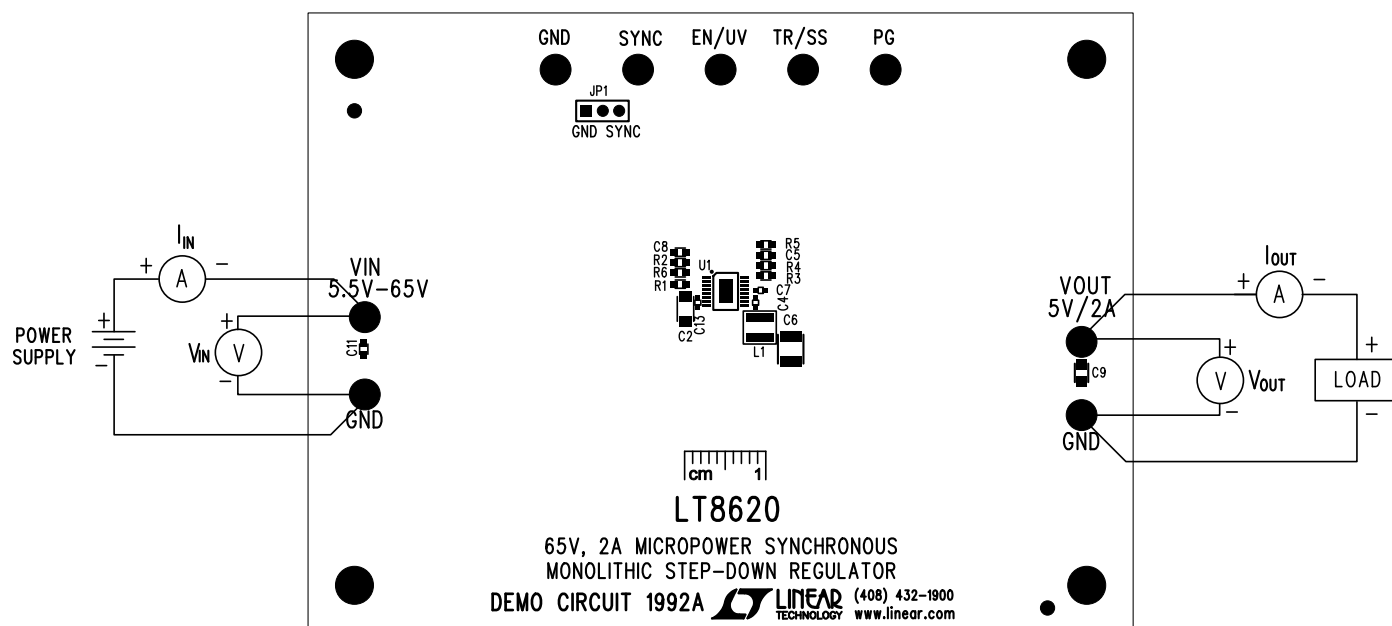 GND SYNC EN/UV TR/SS PG
JP1
GND SYNC
IIN
+ A -
VIN
5.5V-65V
+
POWER
SUPPLY
-
+
VIN V
-
C11
GND
C8
R2
R6
R1
U1
R5
C5
R4
R3
C7
C4
C2
C13
L1
C6
VOUT
5V/2A
C9
GND
IOUT
+ A -
+
V VOUT
-
+
LOAD
-
cm 1
LT8620
65V, 2A MICROPOWER SYNCHRONOUS
MONOLITHIC STEP-DOWN REGULATOR
DEMO CIRCUIT 1992A
LINEAR
TECHNOLOGY
(408) 432-1900
www.linear.com